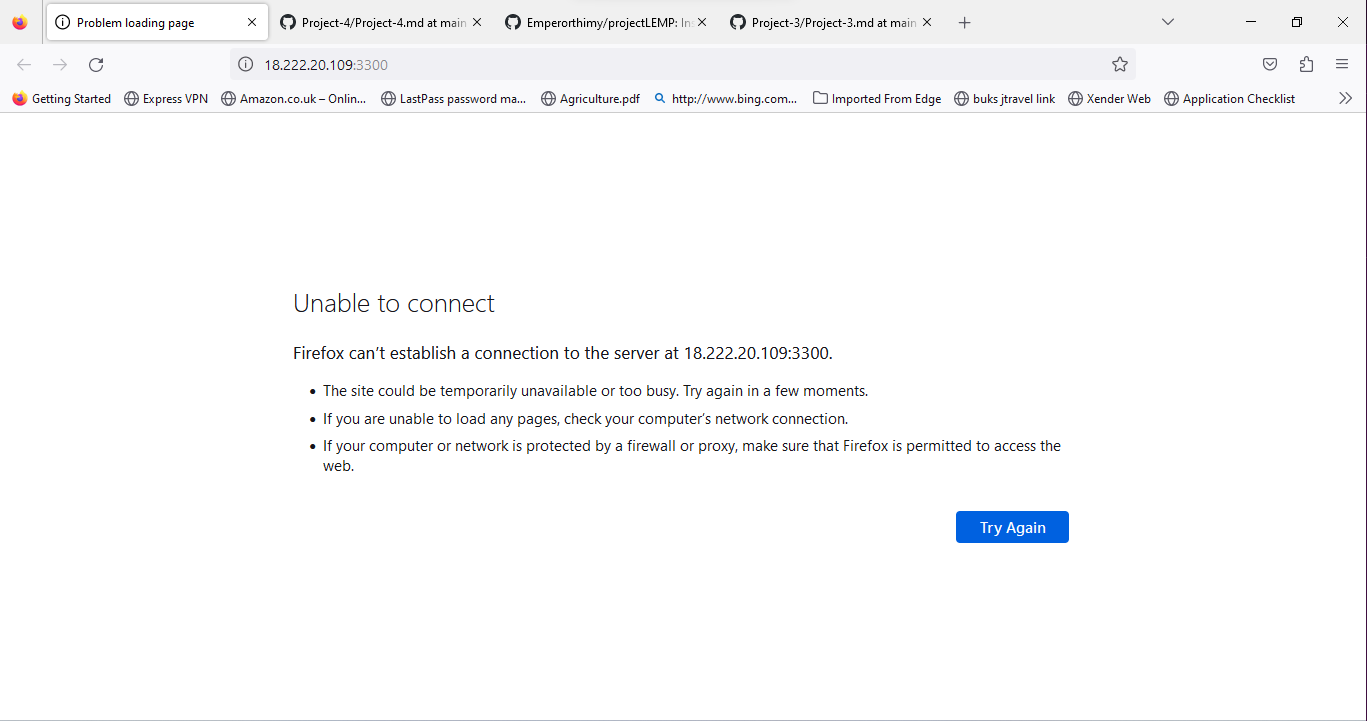 Problem loading page
Project-4/Project-4.md at main
Emperorthimy/projectLEMP: Ins
Project-3/Project-3.md at main
18.222.20.109:3300
Getting Started
Express VPN
Amazon.co.uk – Onlin...
LastPass password ma...
Agriculture.pdf
http://www.bing.com...
Imported From Edge
buks jtravel link
Xender Web
Application Checklist
Unable to connect
Firefox can’t establish a connection to the server at 18.222.20.109:3300.
• The site could be temporarily unavailable or too busy. Try again in a few moments.
• If you are unable to load any pages, check your computer’s network connection.
• If your computer or network is protected by a firewall or proxy, make sure that Firefox is permitted to access the
web.
Try Again